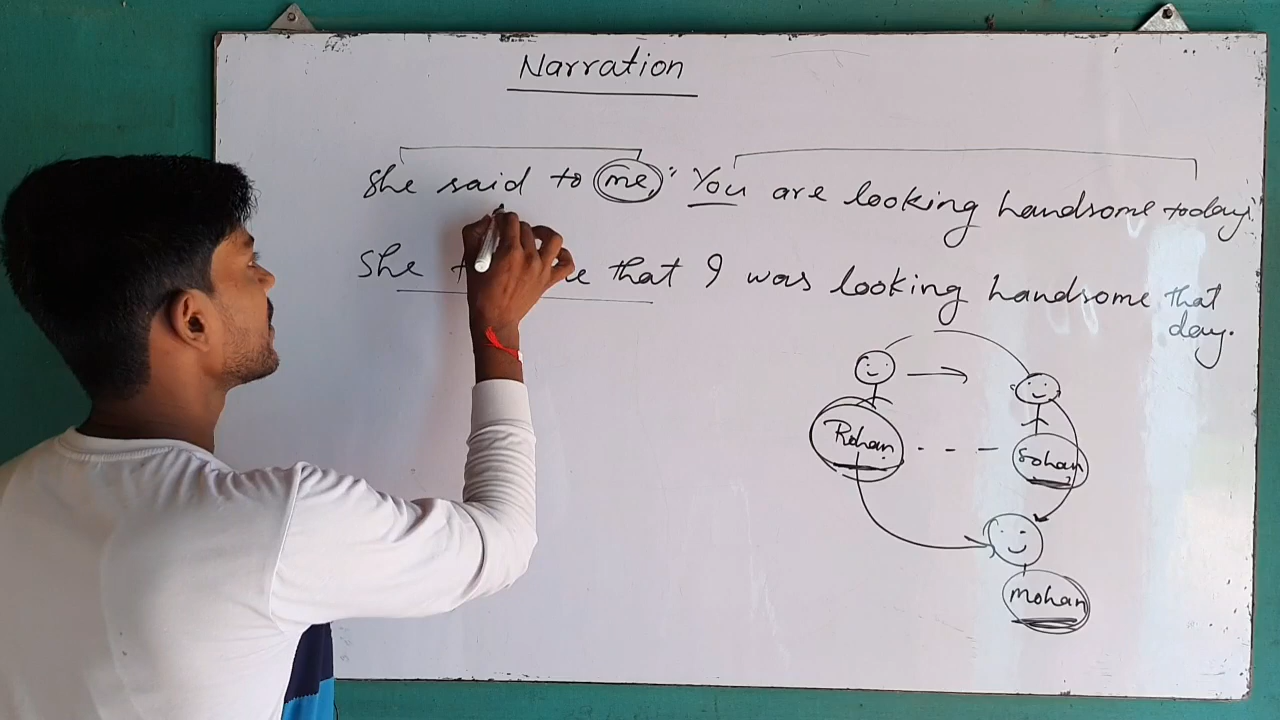 Narration
She said to me, "You are looking handsome today."
She that I was looking handsome that
day.
Rohan
Sohan
mohan